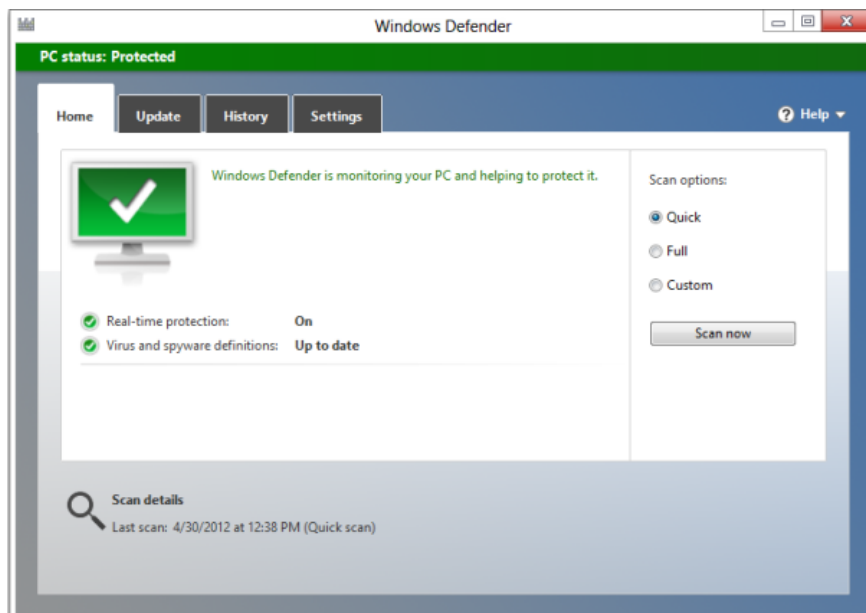 Windows Defender
PC status: Protected
Home Update History Settings Help
Windows Defender is monitoring your PC and helping to protect it.
Real-time protection: On
Virus and spyware definitions: Up to date
Scan options:
Quick
Full
Custom
Scan now
Scan details
Last scan: 4/30/2012 at 12:38 PM (Quick scan)